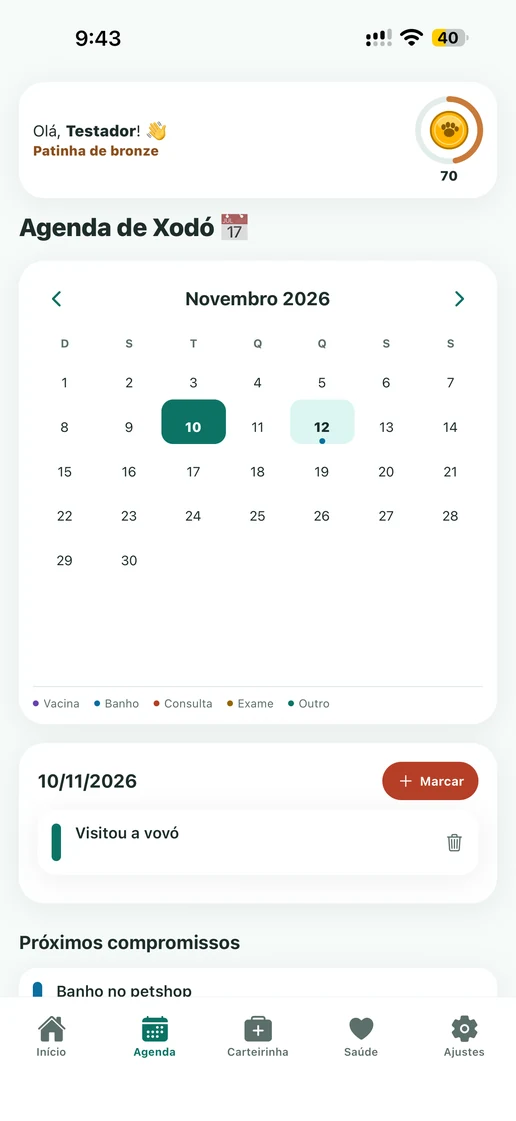 9:43
40
Olá, Testador! 👋
Patinha de bronze
70
Agenda de Xodó 📅
17
Novembro 2026
D S T Q Q S S
1 2 3 4 5 6 7
8 9 10 11 12 13 14
15 16 17 18 19 20 21
22 23 24 25 26 27 28
29 30
Vacina Banho Consulta Exame Outro
10/11/2026
Marcar
Visitou a vovó
Próximos compromissos
Banho no petshop
Início Agenda Carteirinha Saúde Ajustes